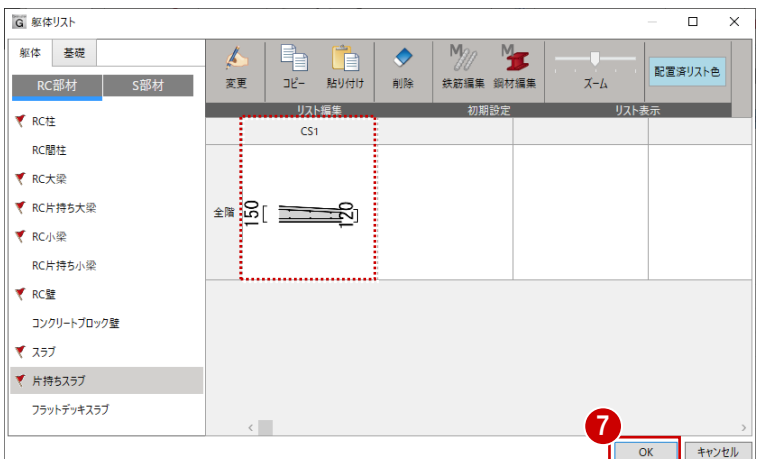 G 躯体リスト
躯体 基礎
RC部材 S部材
変更 コピー 貼り付け 削除 鉄筋編集 鋼材編集 ズーム 配置済リスト色
リスト編集 初期設定 リスト表示
RC柱
RC間柱
RC大梁
RC片持ち大梁
RC小梁
RC片持ち小梁
RC壁
コンクリートブロック壁
スラブ
片持ちスラブ
フラットデッキスラブ
CS1
全階
150
120
7
OK キャンセル